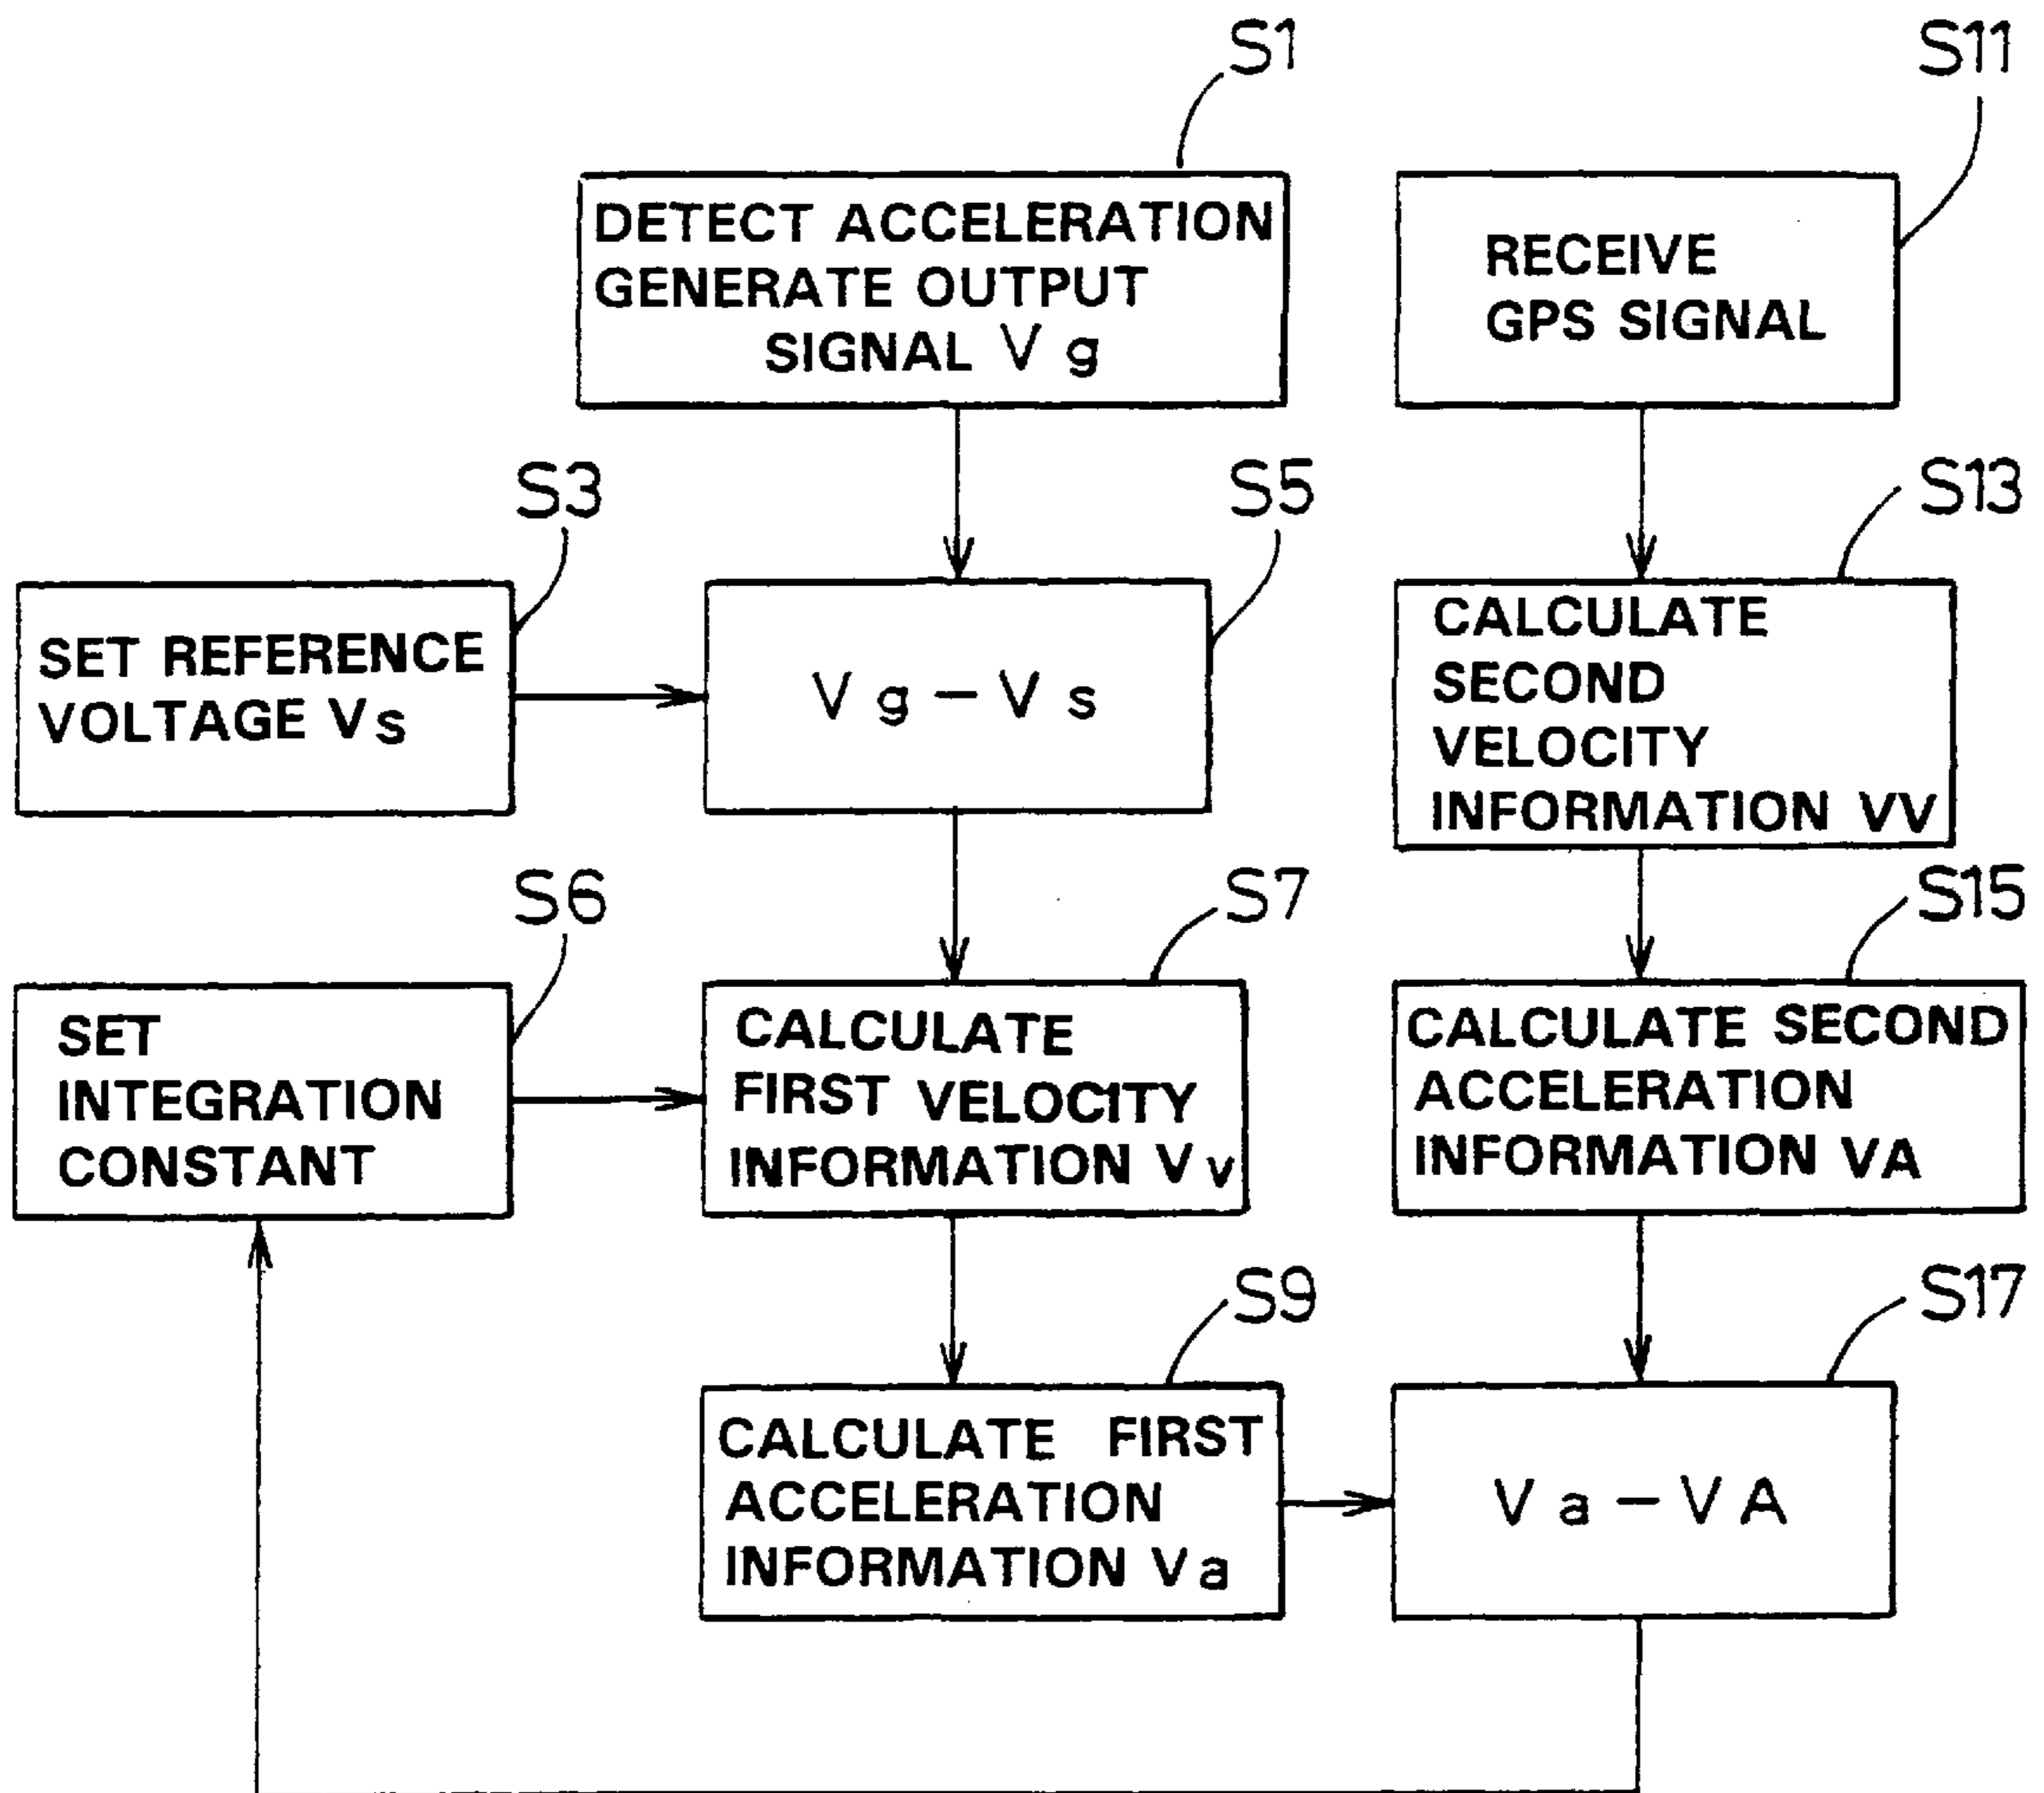 S1
DETECT ACCELERATION
GENERATE OUTPUT
SIGNAL Vg
S11
RECEIVE
GPS SIGNAL
S3
SET REFERENCE
VOLTAGE Vs
S5
Vg - Vs
S13
CALCULATE
SECOND
VELOCITY
INFORMATION VV
S6
SET
INTEGRATION
CONSTANT
S7
CALCULATE
FIRST VELOCITY
INFORMATION Vv
S15
CALCULATE SECOND
ACCELERATION
INFORMATION VA
S9
CALCULATE FIRST
ACCELERATION
INFORMATION Va
S17
Va - VA